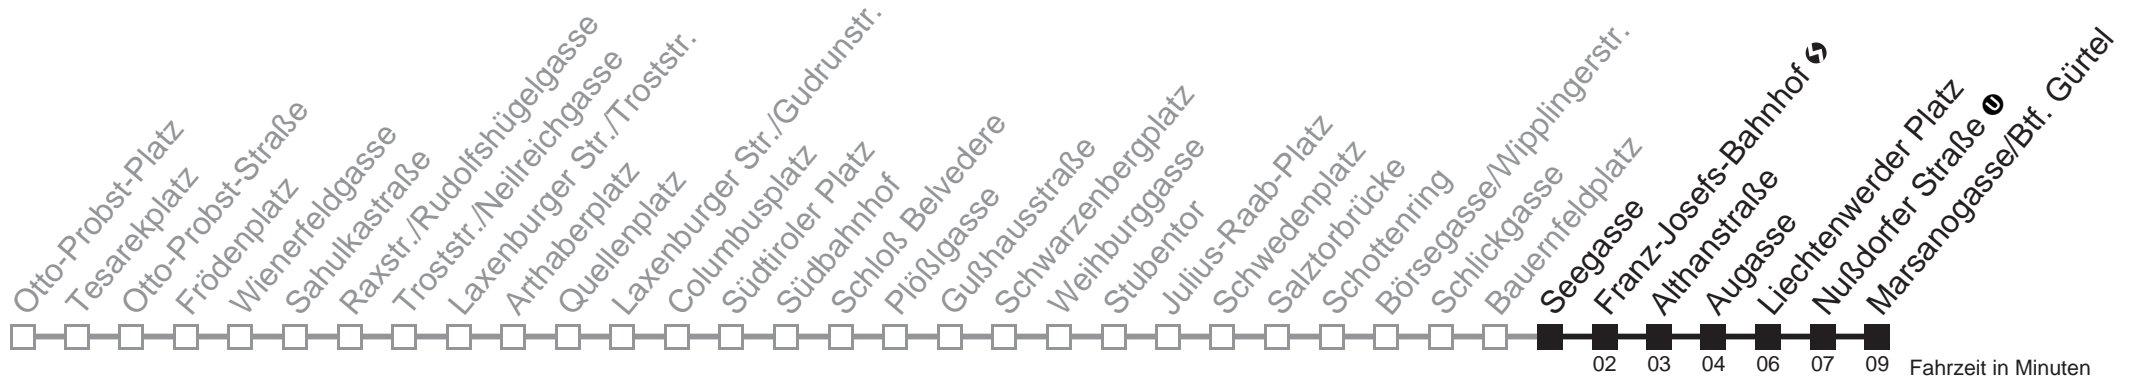 Otto-Probst-Platz
Tesarekplatz
Otto-Probst-Straße
Frödenplatz
Wienerfeldgasse
Sahulkastraße
Raxstr./Rudolfshügelgasse
Troststr./Neilreichgasse
Laxenburger Str./Troststr.
Arthaberplatz
Quellenplatz
Laxenburger Str./Gudrunstr.
Columbusplatz
Südtiroler Platz
Südbahnhof
Schloß Belvedere
Plößlgasse
Gußhausstraße
Schwarzenbergplatz
Weihburggasse
Stubentor
Julius-Raab-Platz
Schwedenplatz
Salztorbrücke
Schottenring
Börsegasse/Wipplingerstr.
Schlickgasse
Bauernfeldplatz
Seegasse
Franz-Josefs-Bahnhof
Althanstraße
Augasse
Liechtenwerder Platz
Nußdorfer Straße U
Marsanogasse/Btf. Gürtel
02 03 04 06 07 09 Fahrzeit in Minuten